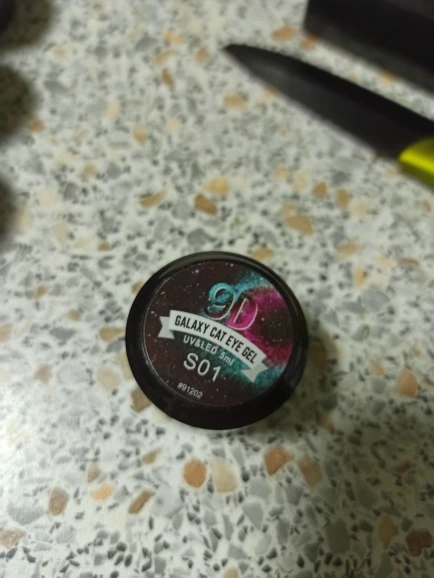 9D
GALAXY CAT EYE GEL
UV&LED 5ml
S01
#91202